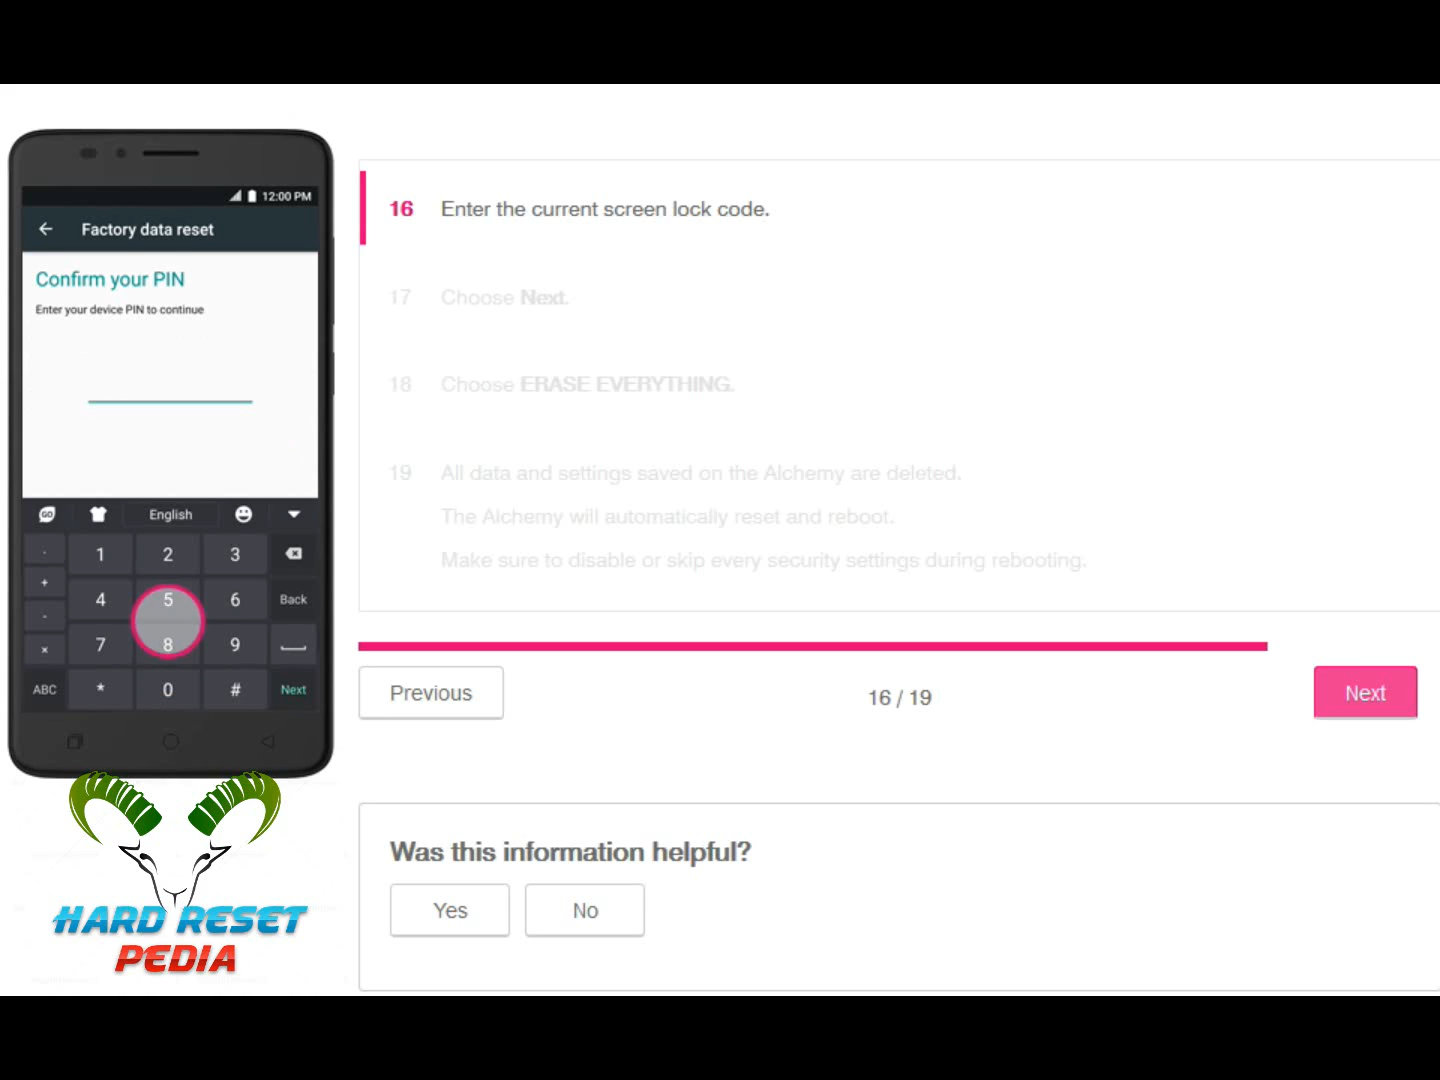 12:00 PM
Factory data reset
Confirm your PIN
Enter your device PIN to continue
GO
English
. 1 2 3
+
4 5 6 Back
-
7 8 9
×
ABC * 0 # Next
16 Enter the current screen lock code.
17 Choose Next.
18 Choose ERASE EVERYTHING.
19 All data and settings saved on the Alchemy are deleted.
The Alchemy will automatically reset and reboot.
Make sure to disable or skip every security settings during rebooting.
Previous
16 / 19
Next
Was this information helpful?
Yes
No
HARD RESET
PEDIA